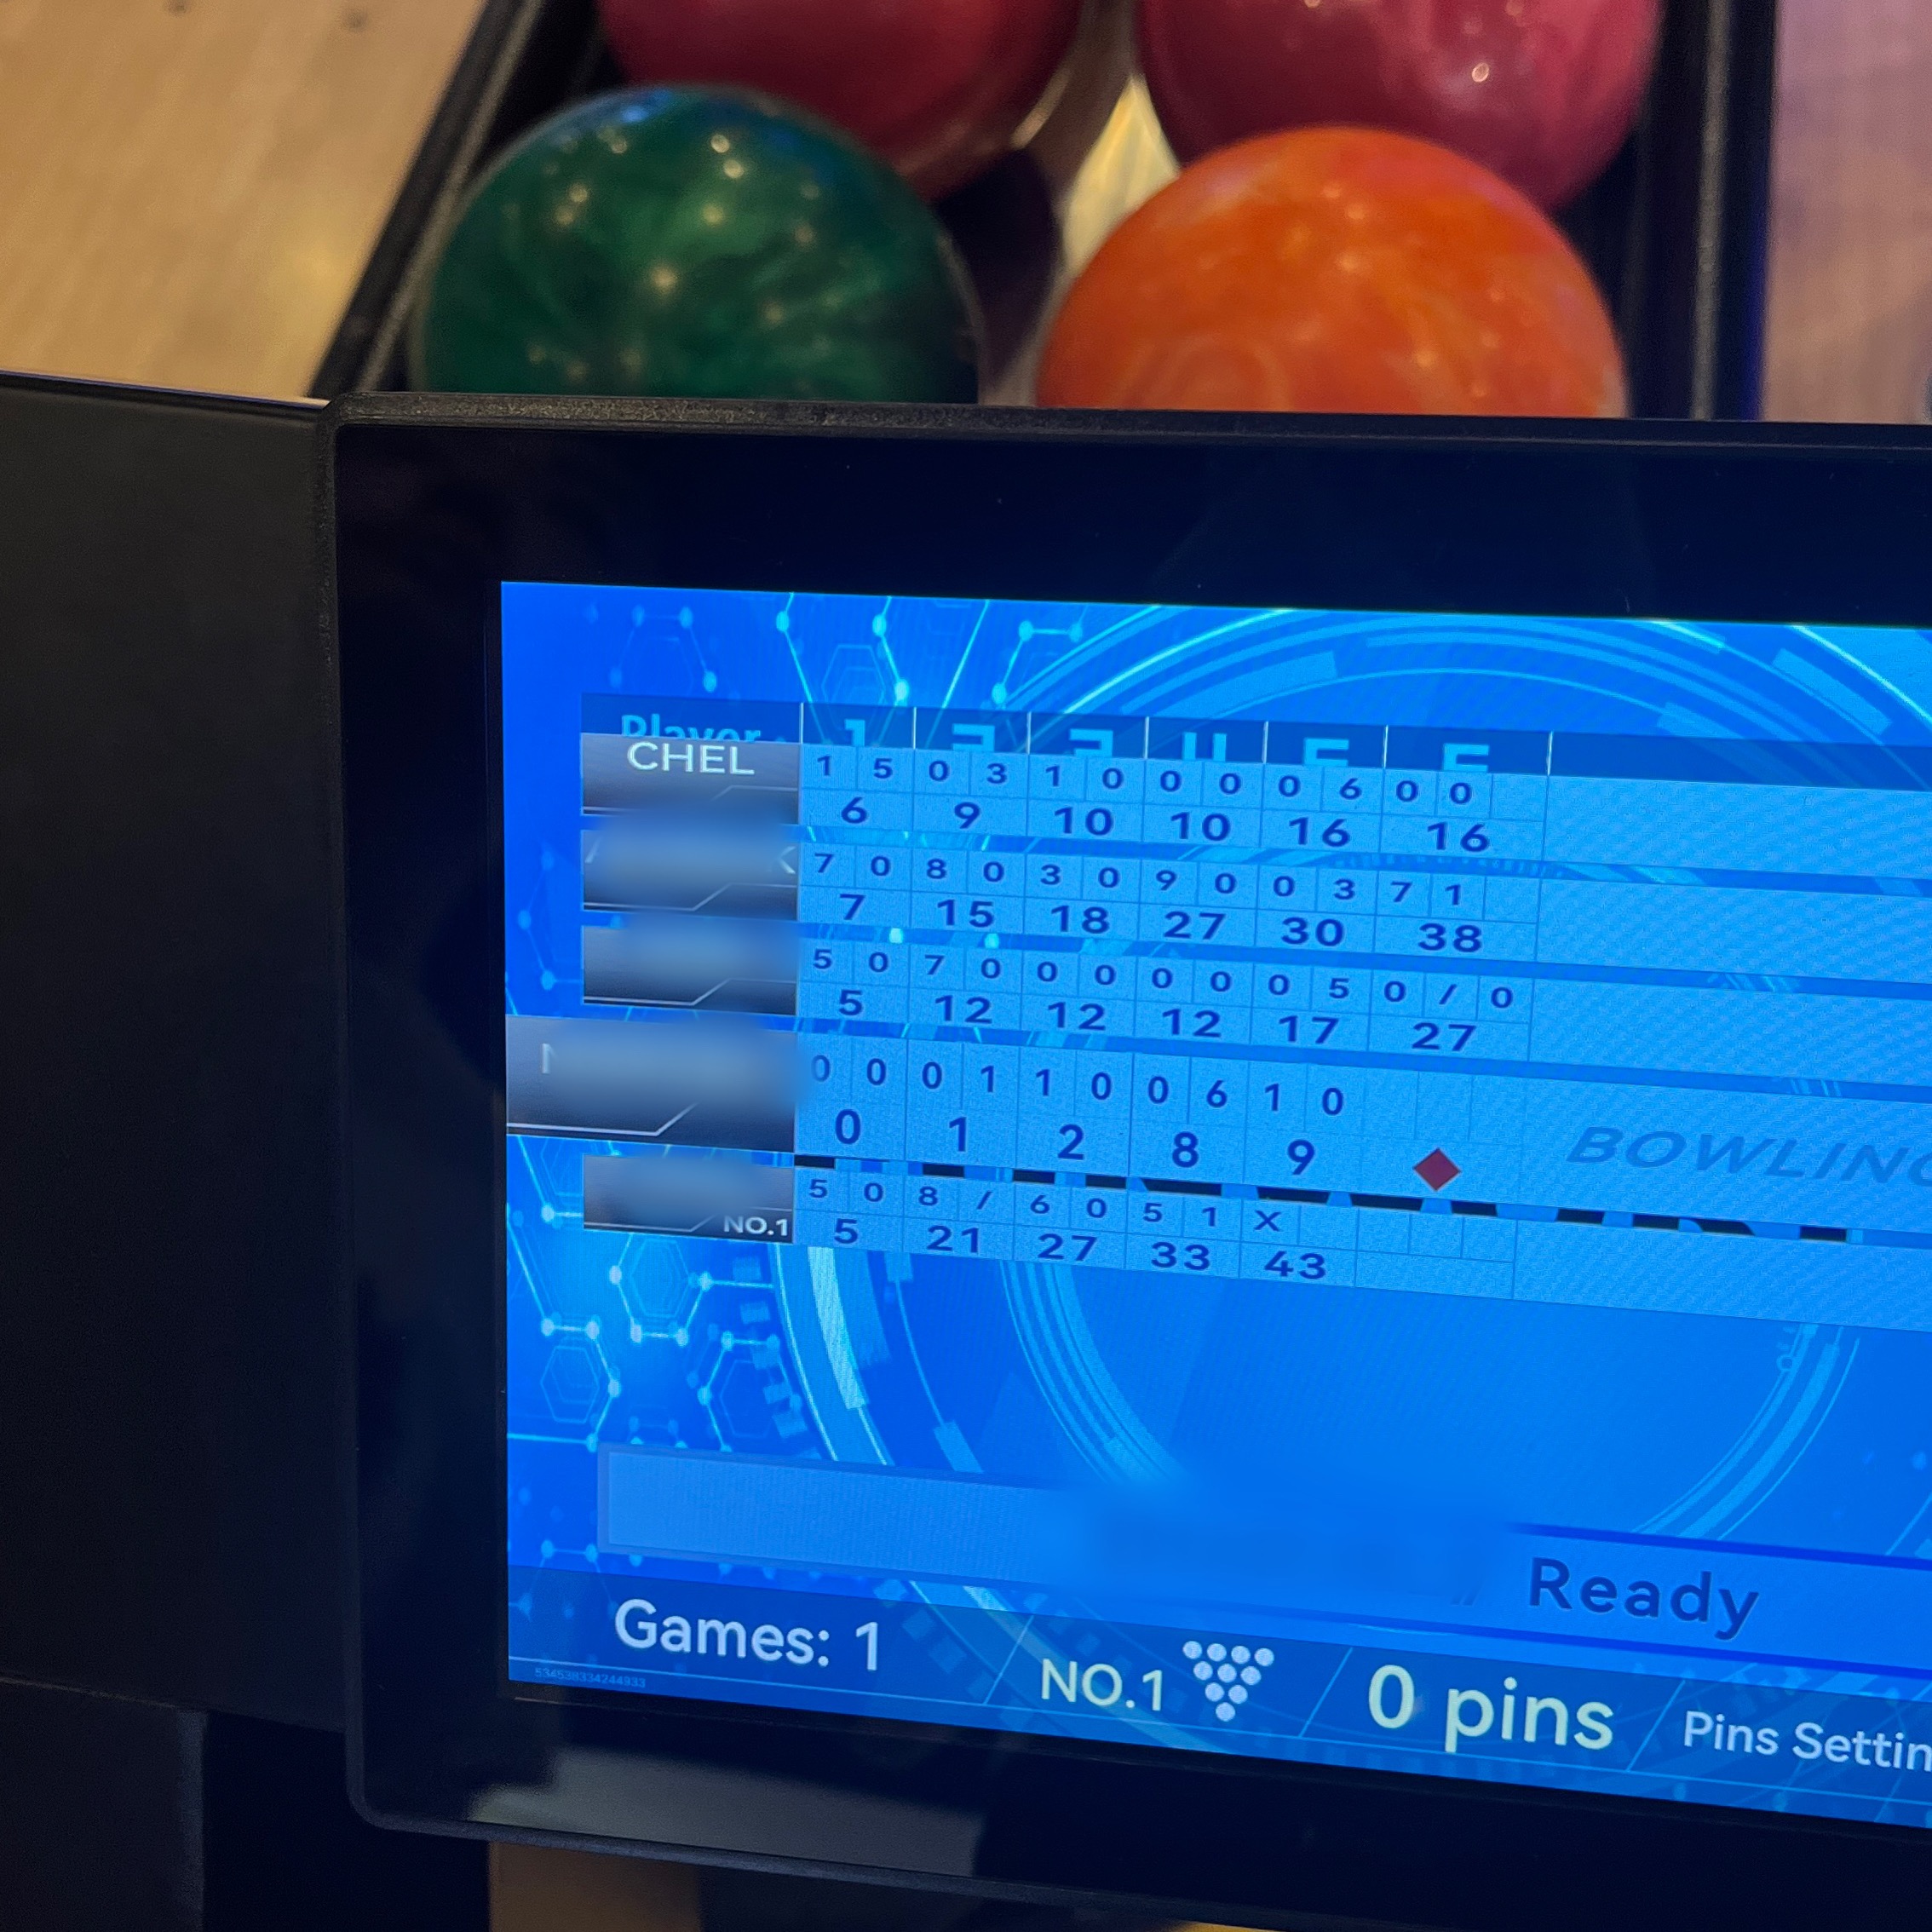 Player
CHEL 1 5 0 3 1 0 0 0 0 6 0 0
6 9 10 10 16 16
7 0 8 0 3 0 9 0 0 3 7 1
7 15 18 27 30 38
5 0 7 0 0 0 0 0 0 5 0 / 0
5 12 12 12 17 27
0 0 0 1 1 0 0 6 1 0
0 1 2 8 9
BOWLING
5 0 8 / 6 0 5 1 X
NO.1 5 21 27 33 43
Ready
Games: 1 NO.1 0 pins Pins Settin
534538334244933